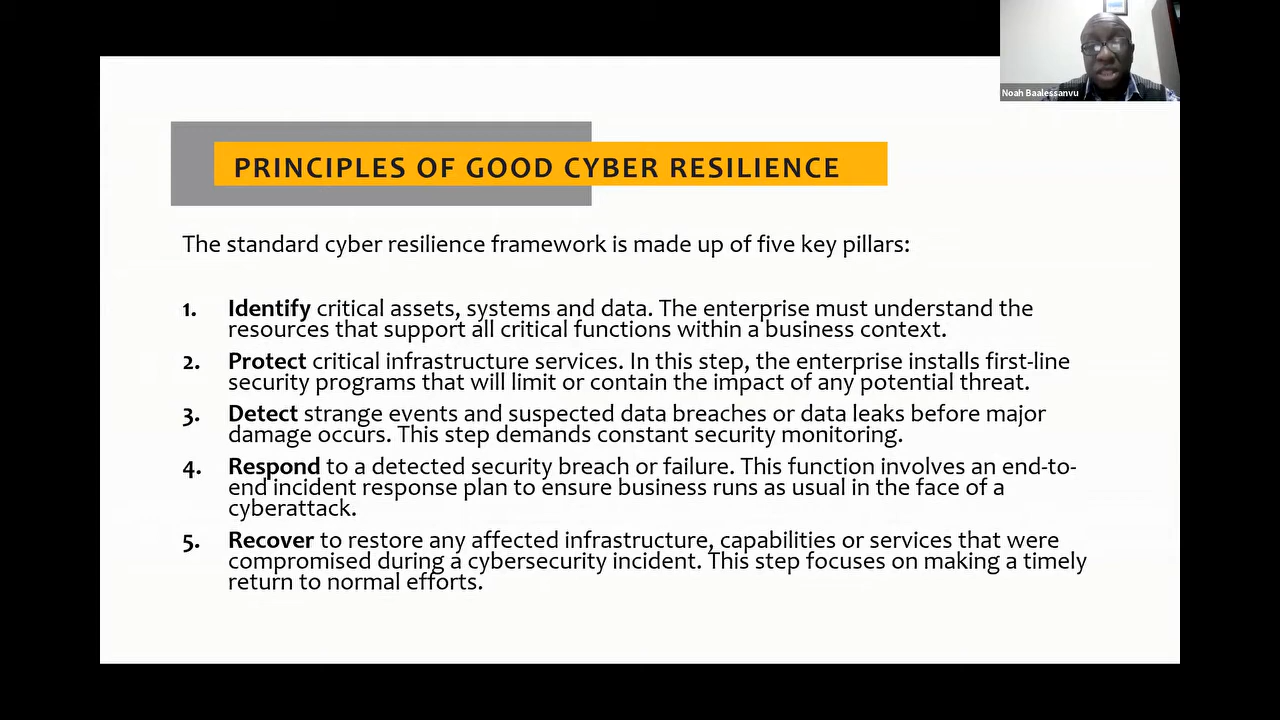 Noah Baalessanvu
PRINCIPLES OF GOOD CYBER RESILIENCE
The standard cyber resilience framework is made up of five key pillars:
1. Identify critical assets, systems and data. The enterprise must understand the
resources that support all critical functions within a business context.
2. Protect critical infrastructure services. In this step, the enterprise installs first-line
security programs that will limit or contain the impact of any potential threat.
3. Detect strange events and suspected data breaches or data leaks before major
damage occurs. This step demands constant security monitoring.
4. Respond to a detected security breach or failure. This function involves an end-to-
end incident response plan to ensure business runs as usual in the face of a
cyberattack.
5. Recover to restore any affected infrastructure, capabilities or services that were
compromised during a cybersecurity incident. This step focuses on making a timely
return to normal efforts.